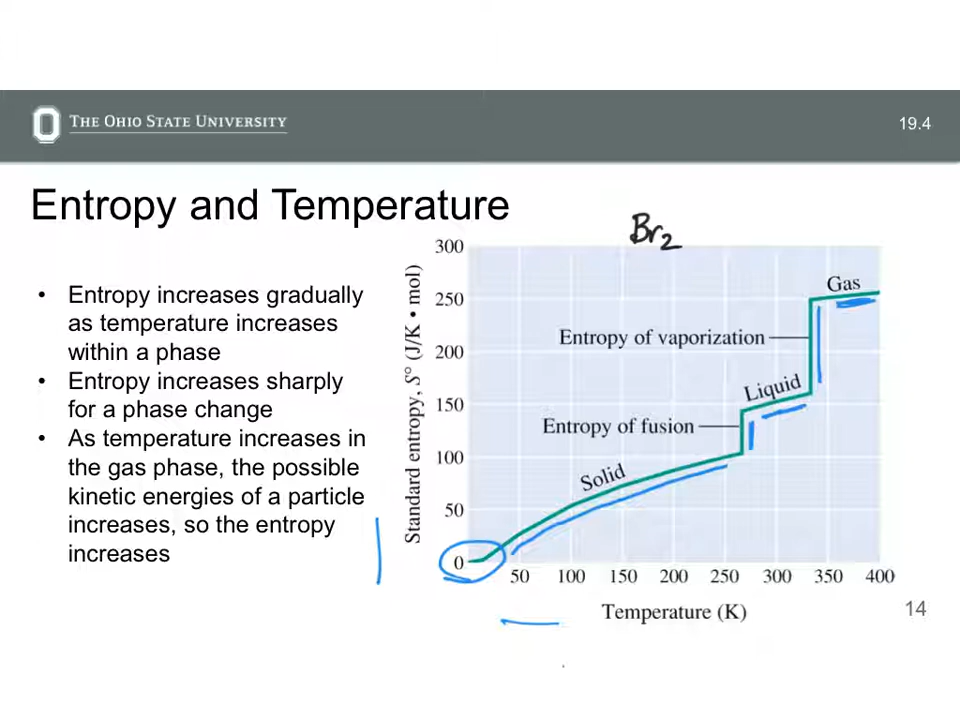 THE OHIO STATE UNIVERSITY
19.4
Entropy and Temperature
• Entropy increases gradually
as temperature increases
within a phase
• Entropy increases sharply
for a phase change
• As temperature increases in
the gas phase, the possible
kinetic energies of a particle
increases, so the entropy
increases
Br2
Standard entropy, S° (J/K • mol)
300
250
200
150
100
50
0
Gas
Entropy of vaporization
Liquid
Entropy of fusion
Solid
50 100 150 200 250 300 350 400
Temperature (K)
14